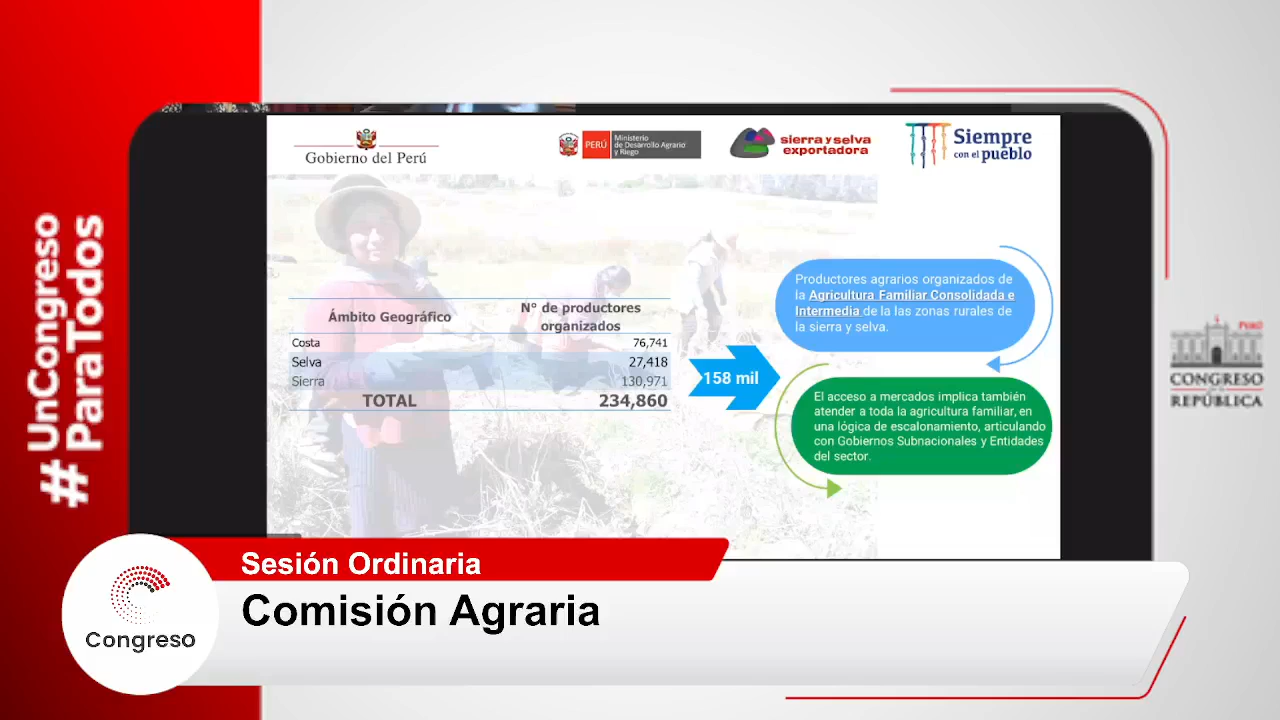 #UnCongreso
ParaTodos
Gobierno del Perú
PERÚ
Ministerio
de Desarrollo Agrario
y Riego
sierra y selva
exportadora
Siempre
con el pueblo
Ámbito Geográfico
N° de productores
organizados
Costa 76,741
Selva 27,418
Sierra 130,971
TOTAL 234,860
158 mil
Productores agrarios organizados de
la Agricultura Familiar Consolidada e
Intermedia de la las zonas rurales de
la sierra y selva.
El acceso a mercados implica también
atender a toda la agricultura familiar, en
una lógica de escalonamiento, articulando
con Gobiernos Subnacionales y Entidades
del sector.
PERÚ
CONGRESO
REPÚBLICA
Sesión Ordinaria
Comisión Agraria
Congreso